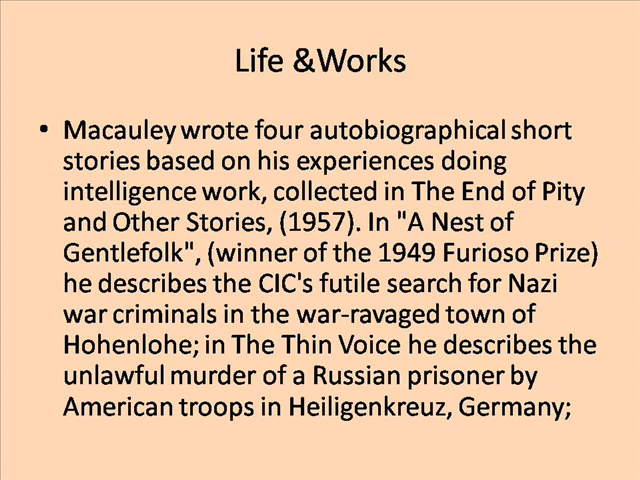 Life &Works
• Macauley wrote four autobiographical short
stories based on his experiences doing
intelligence work, collected in The End of Pity
and Other Stories, (1957). In "A Nest of
Gentlefolk", (winner of the 1949 Furioso Prize)
he describes the CIC's futile search for Nazi
war criminals in the war-ravaged town of
Hohenlohe; in The Thin Voice he describes the
unlawful murder of a Russian prisoner by
American troops in Heiligenkreuz, Germany;